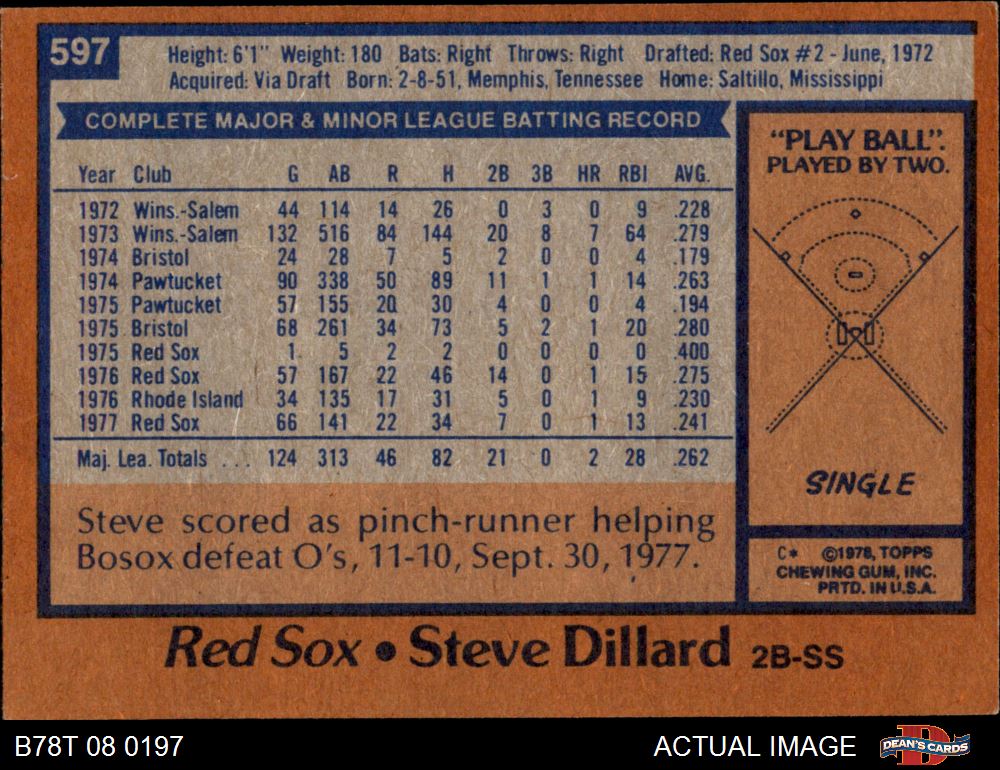 597
Height: 6'1" Weight: 180 Bats: Right Throws: Right Drafted: Red Sox #2 - June, 1972
Acquired: Via Draft Born: 2-8-51, Memphis, Tennessee Home: Saltillo, Mississippi
COMPLETE MAJOR & MINOR LEAGUE BATTING RECORD
Year Club G AB R H 2B 3B HR RBI AVG.
1972 Wins.-Salem 44 114 14 26 0 3 0 9 .228
1973 Wins.-Salem 132 516 84 144 20 8 7 64 .279
1974 Bristol 24 28 7 5 2 0 0 4 .179
1974 Pawtucket 90 338 50 89 11 1 1 14 .263
1975 Pawtucket 57 155 20 30 4 0 0 4 .194
1975 Bristol 68 261 34 73 5 2 1 20 .280
1975 Red Sox 1 5 2 2 0 0 0 0 .400
1976 Red Sox 57 167 22 46 14 0 1 15 .275
1976 Rhode Island 34 135 17 31 5 0 1 9 .230
1977 Red Sox 66 141 22 34 7 0 1 13 .241
Maj. Lea. Totals ... 124 313 46 82 21 0 2 28 .262
Steve scored as pinch-runner helping
Bosox defeat O's, 11-10, Sept. 30, 1977.
"PLAY BALL".
PLAYED BY TWO.
SINGLE
C* ©1978, TOPPS
CHEWING GUM, INC.
PRTD. IN U.S.A.
Red Sox • Steve Dillard 2B-SS
B78T 08 0197
ACTUAL IMAGE
DEAN'S CARDS